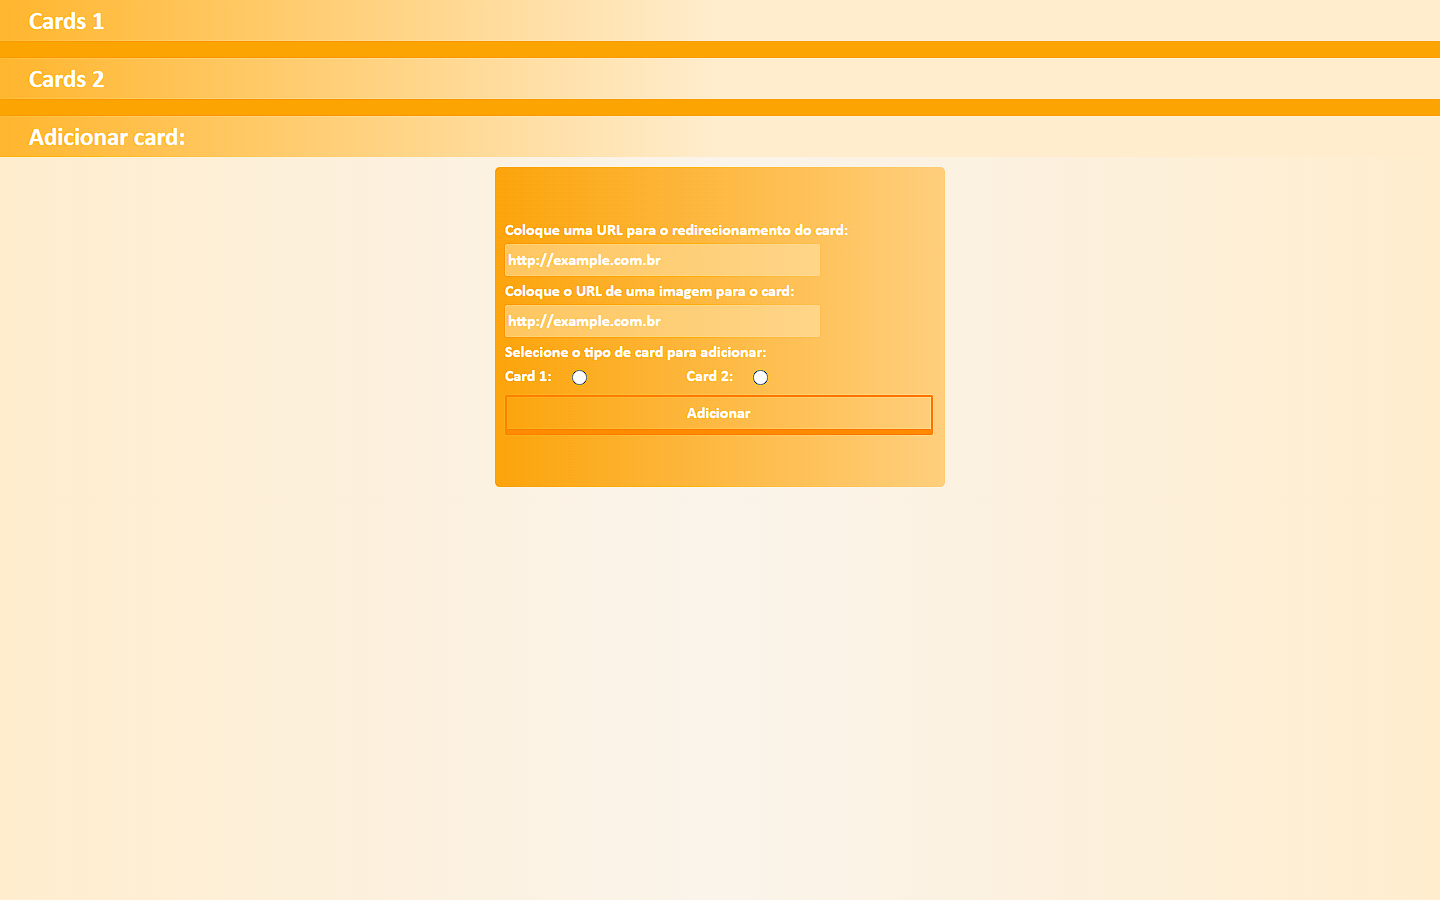 Cards 1
Cards 2
Adicionar card:
Coloque uma URL para o redirecionamento do card:
http://example.com.br
Coloque o URL de uma imagem para o card:
http://example.com.br
Selecione o tipo de card para adicionar:
Card 1: Card 2:
Adicionar